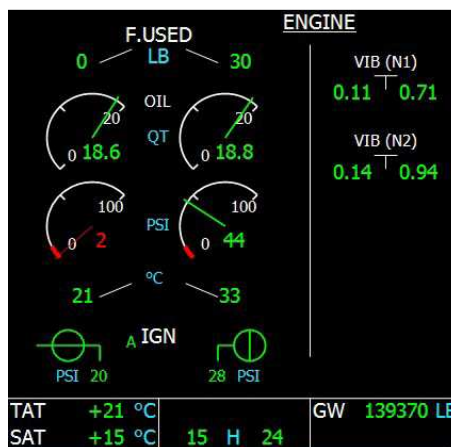 ENGINE
F.USED
0 LB 30
VIB (N1)
0.11 0.71
OIL
20 20
QT
0 18.6 0 18.8
VIB (N2)
0.14 0.94
100 100
PSI
0 2 0 44
°C
21 33
A IGN
PSI 20 28 PSI
TAT +21 °C GW 139370 LB
SAT +15 °C 15 H 24